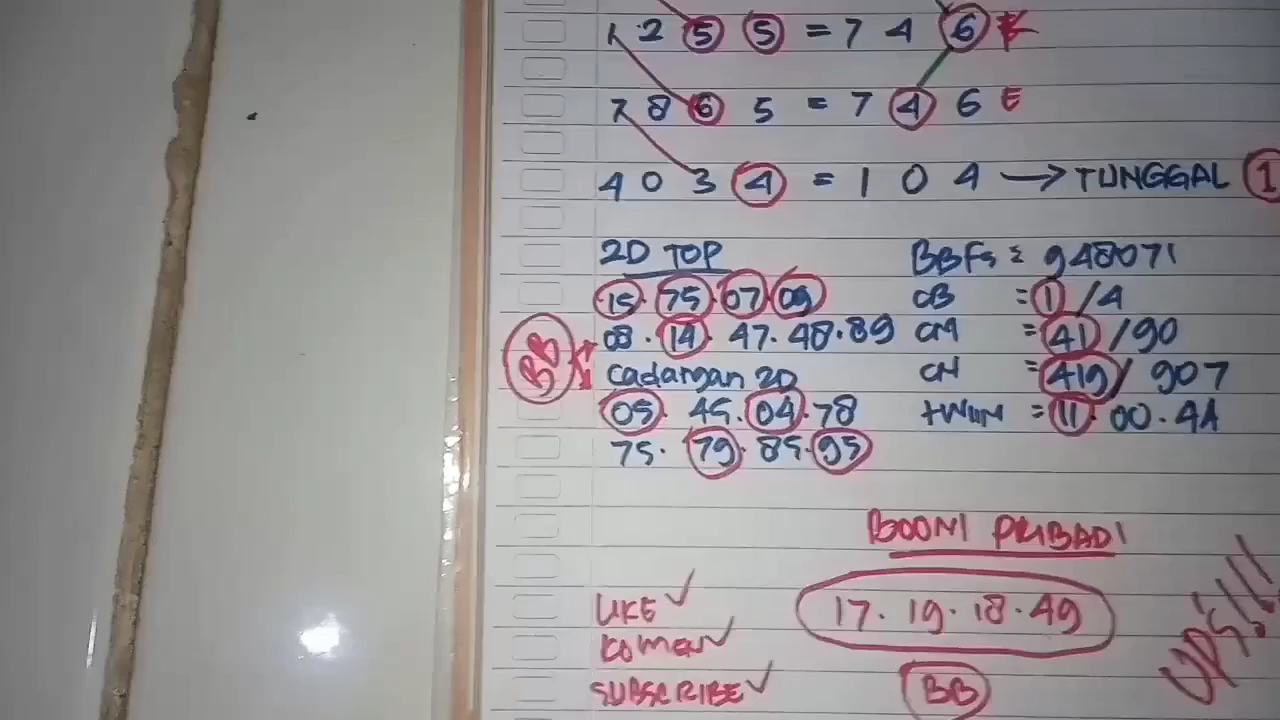 1 2 5 5 = 7 4 6 K
7 8 6 5 = 7 4 6 E
4 0 3 4 = 1 0 4 → TUNGGAL 1
2D TOP
15. 75. 07. 09
08. 14. 47. 48. 89
Cadangan 2D
05. 45. 04. 78
75. 79. 85. 95
BB
BBFS = 948071
CB = 1 / 4
CM = 41 / 90
CN = 419 / 907
TWIN = 11. 00. 44
BOOM PRIBADI
17. 19. 18. 49
BB
LIKE ✓
KOMEN ✓
SUBSCRIBE ✓
UPS!!!